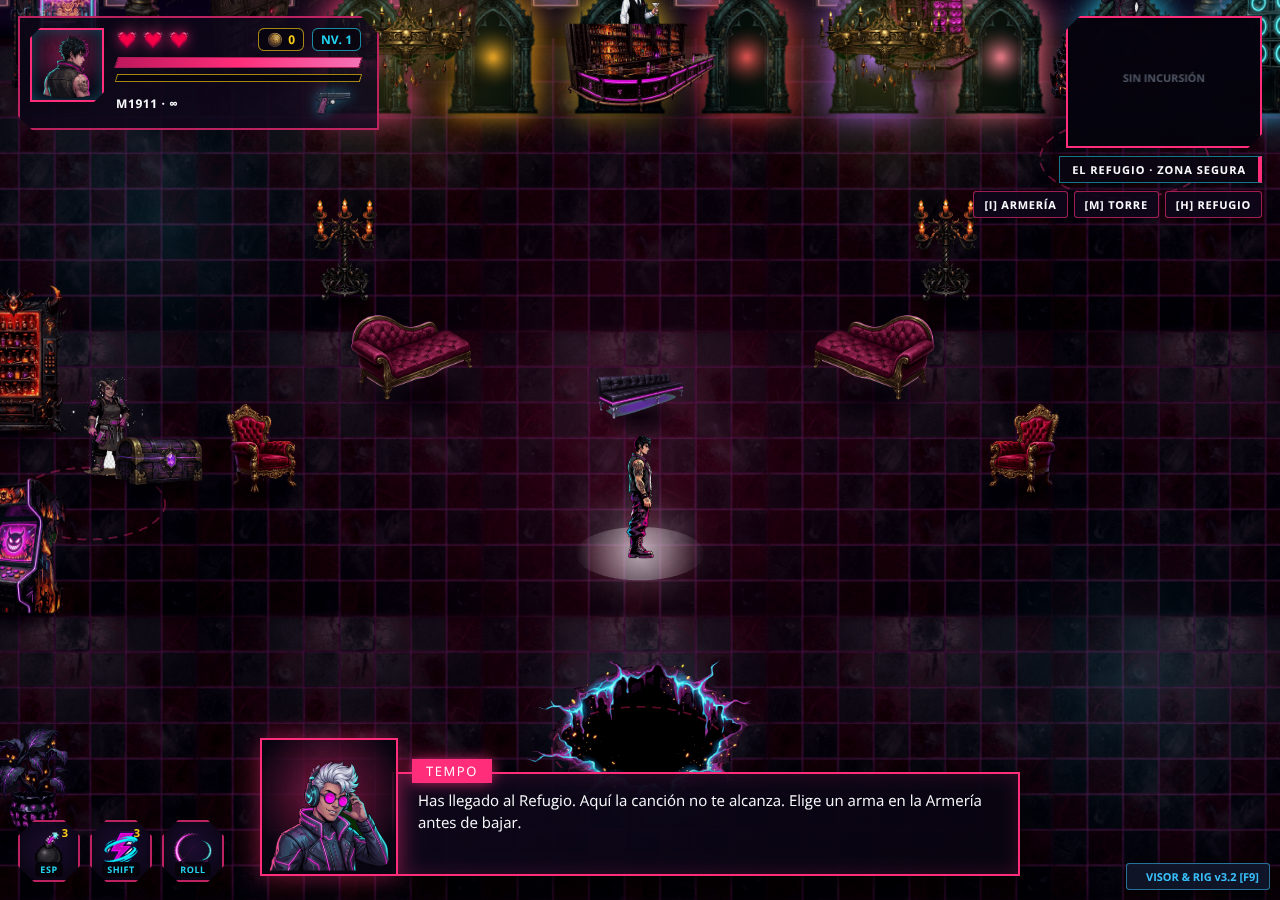 0
NV. 1
M1911 · ∞
SIN INCURSIÓN
EL REFUGIO · ZONA SEGURA
[I] ARMERÍA
[M] TORRE
[H] REFUGIO
TEMPO
Has llegado al Refugio. Aquí la canción no te alcanza. Elige un arma en la Armería
antes de bajar.
3
ESP
3
SHIFT
ROLL
VISOR & RIG v3.2 [F9]